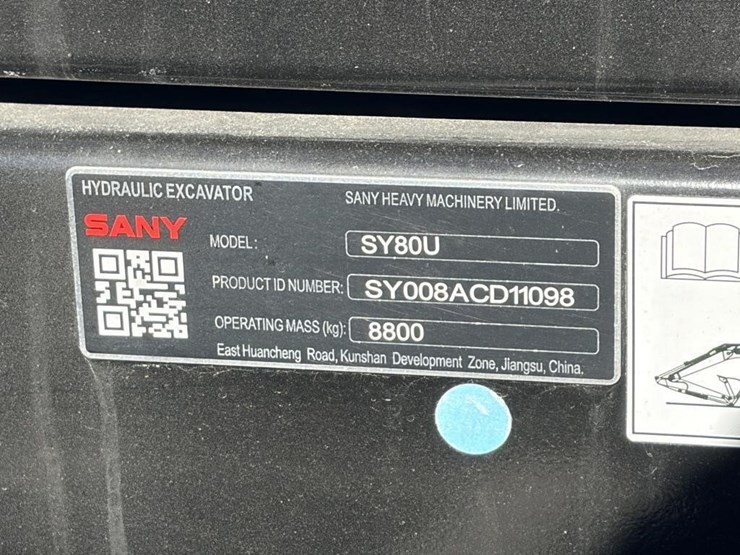 HYDRAULIC EXCAVATOR
SANY HEAVY MACHINERY LIMITED.
SANY
MODEL: SY80U
PRODUCT ID NUMBER: SY008ACD11098
OPERATING MASS (kg): 8800
East Huancheng Road, Kunshan Development Zone, Jiangsu, China.